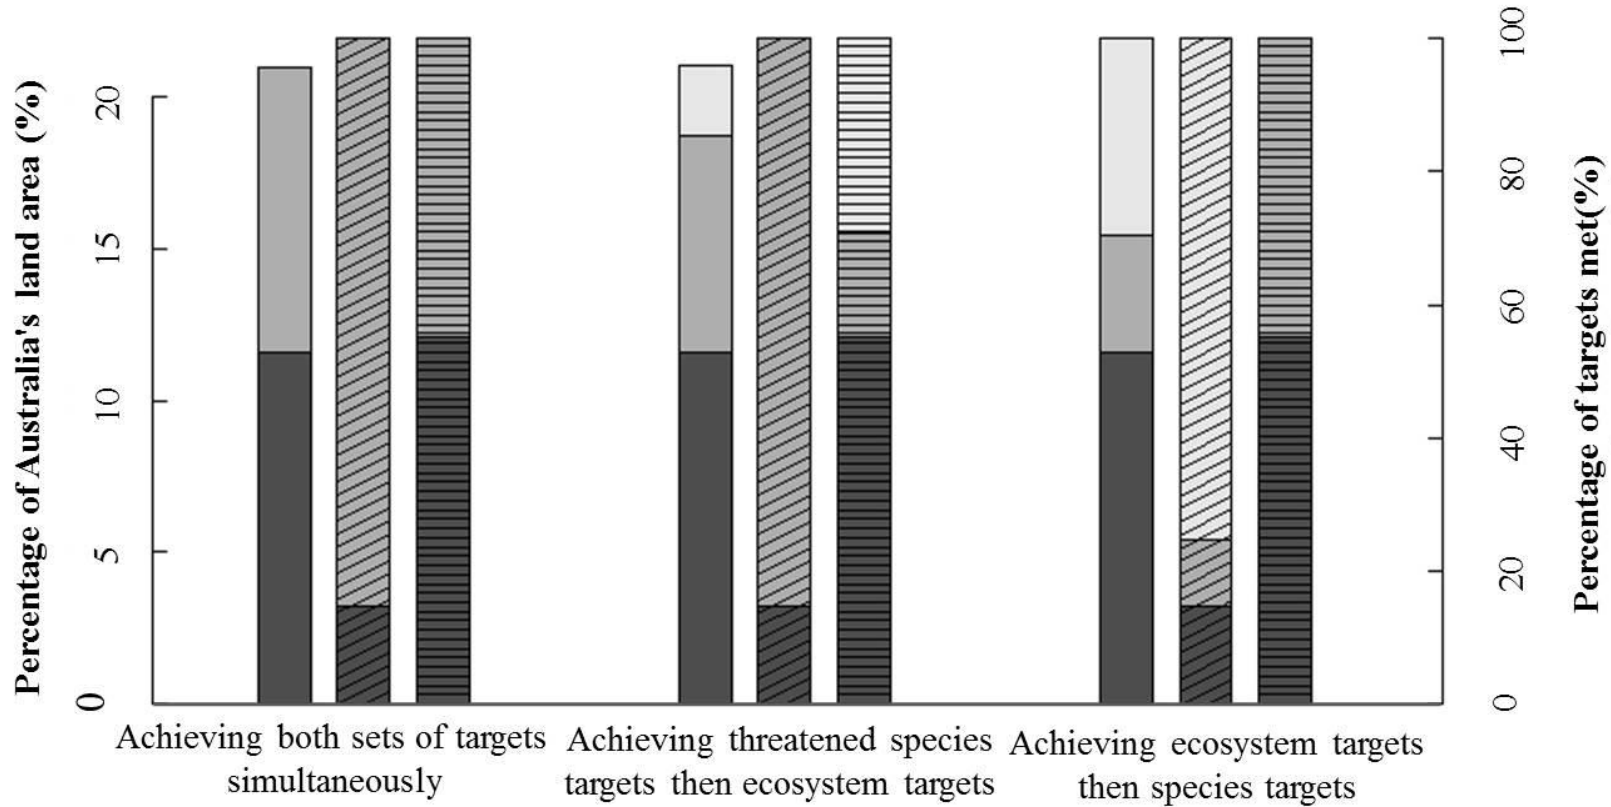 Percentage of Australia's land area (%)
20
15
10
5
0
100
80
60
40
20
0
Percentage of targets met(%)
Achieving both sets of targets
simultaneously
Achieving threatened species
targets then ecosystem targets
Achieving ecosystem targets
then species targets